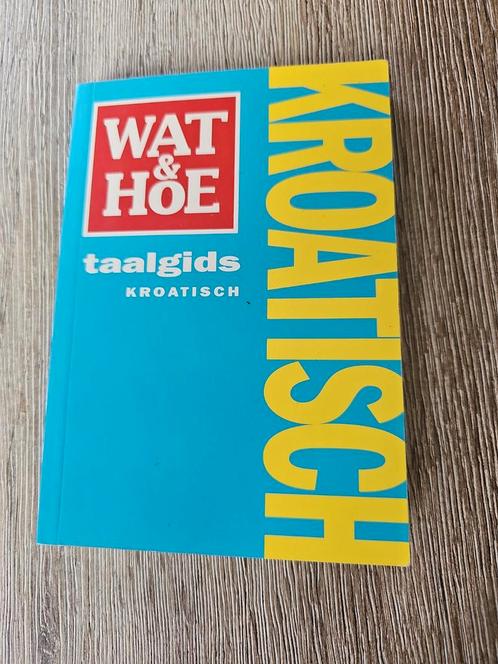 WAT
&
HOE
taalgids
KROATISCH
KROATISCH